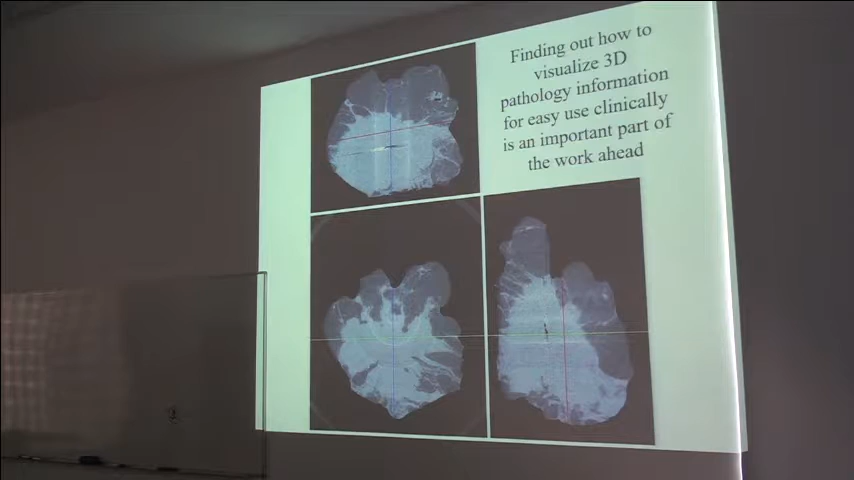 Finding out how to
visualize 3D
pathology information
for easy use clinically
is an important part of
the work ahead